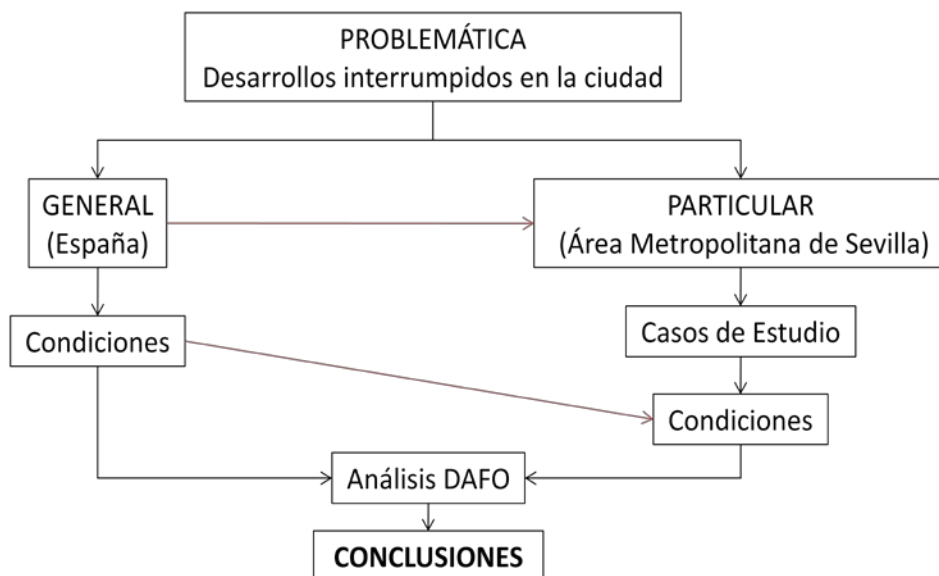 PROBLEMÁTICA
Desarrollos interrumpidos en la ciudad
GENERAL
(España)
PARTICULAR
(Área Metropolitana de Sevilla)
Condiciones
Casos de Estudio
Condiciones
Análisis DAFO
CONCLUSIONES